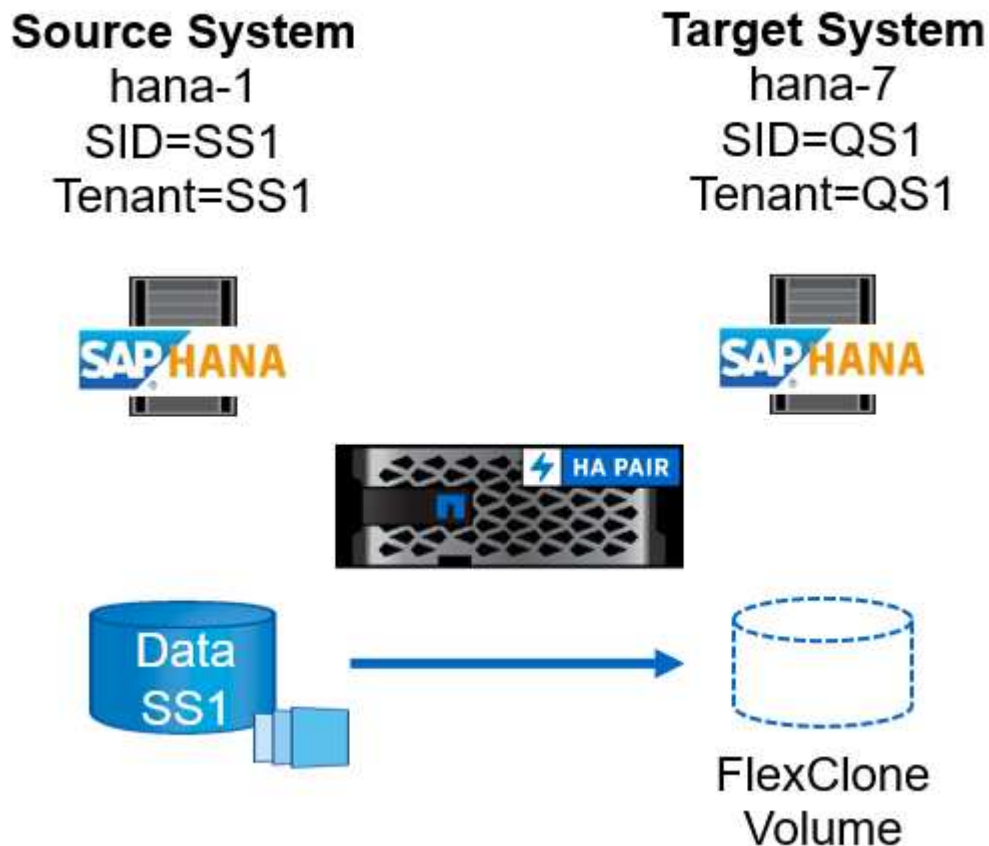 Source System
hana-1
SID=SS1
Tenant=SS1
Target System
hana-7
SID=QS1
Tenant=QS1
SAP HANA
®
SAP HANA
®
HA PAIR
Data
SS1
FlexClone
Volume